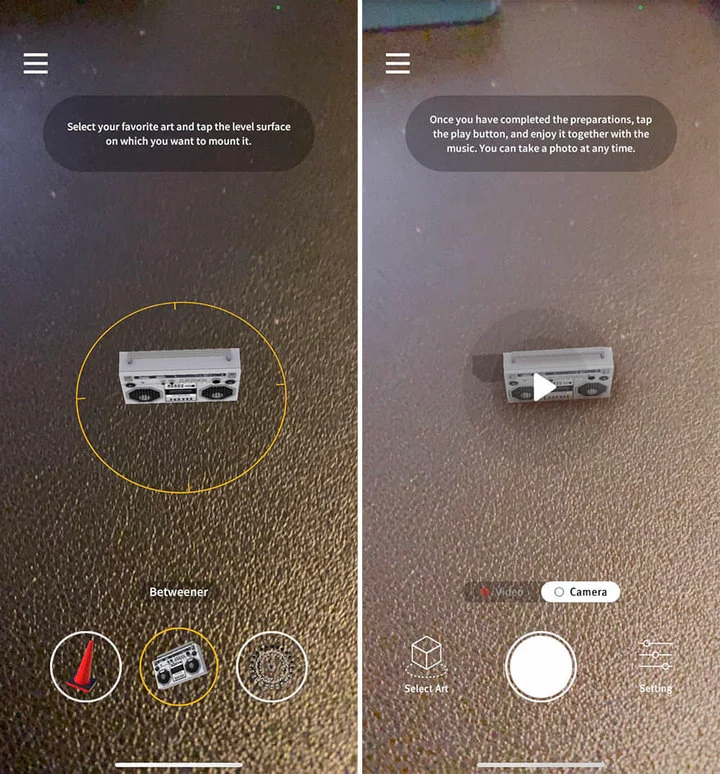 Select your favorite art and tap the level surface
on which you want to mount it.
Betweener
Once you have completed the preparations, tap
the play button, and enjoy it together with the
music. You can take a photo at any time.
Video
Camera
Select Art
Setting